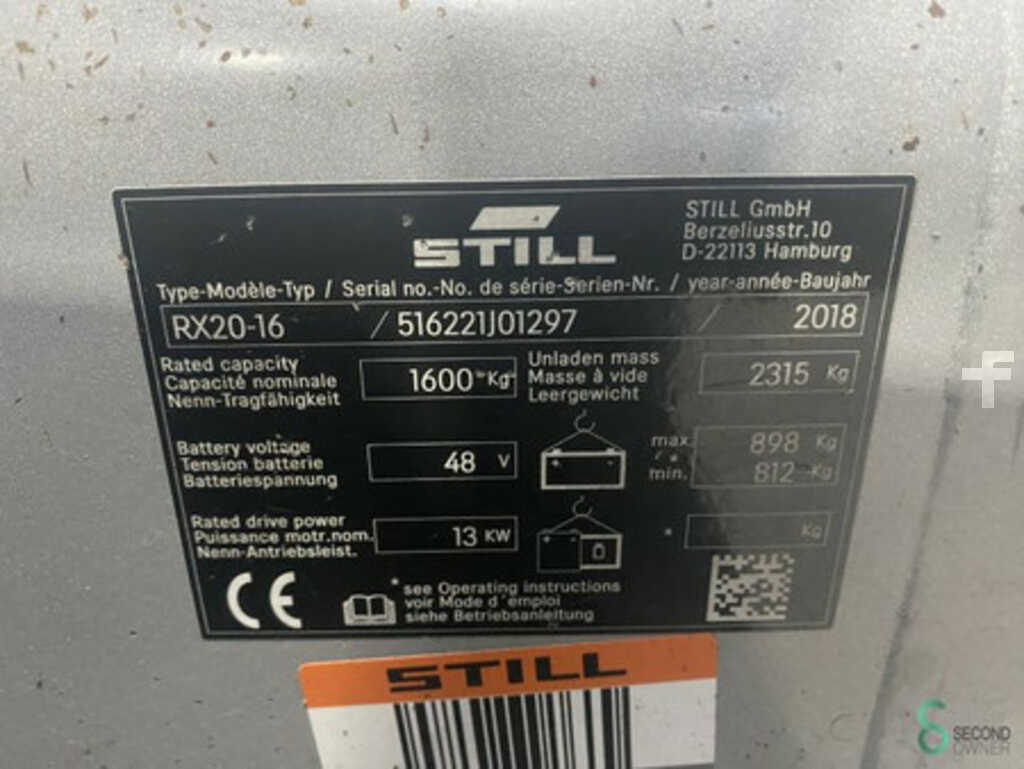 STILL
STILL GmbH
Berzeliusstr.10
D-22113 Hamburg
Type-Modèle-Typ / Serial no.-No. de série-Serien-Nr. / year-année-Baujahr
RX20-16 / 516221J01297 / 2018
Rated capacity
Capacité nominale
Nenn-Tragfähigkeit
1600 * Kg
Unladen mass
Masse à vide
Leergewicht
2315 Kg
Battery voltage
Tension batterie
Batteriespannung
48 V
max. 898 Kg
/ *
min. 812 Kg
Rated drive power
Puissance motr.nom.
Nenn-Antriebsleist.
13 KW
* Kg
CE
*see Operating instructions
voir Mode d'emploi
siehe Betriebsanleitung
STILL
SECOND
OWNER